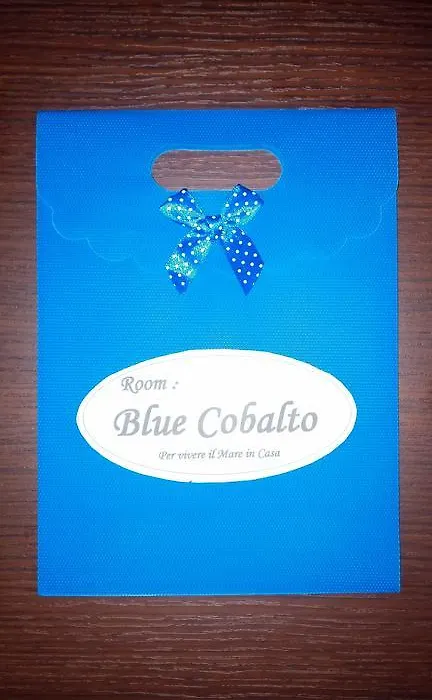 Room :
Blue Cobalto
Per vivere il Mare in Casa